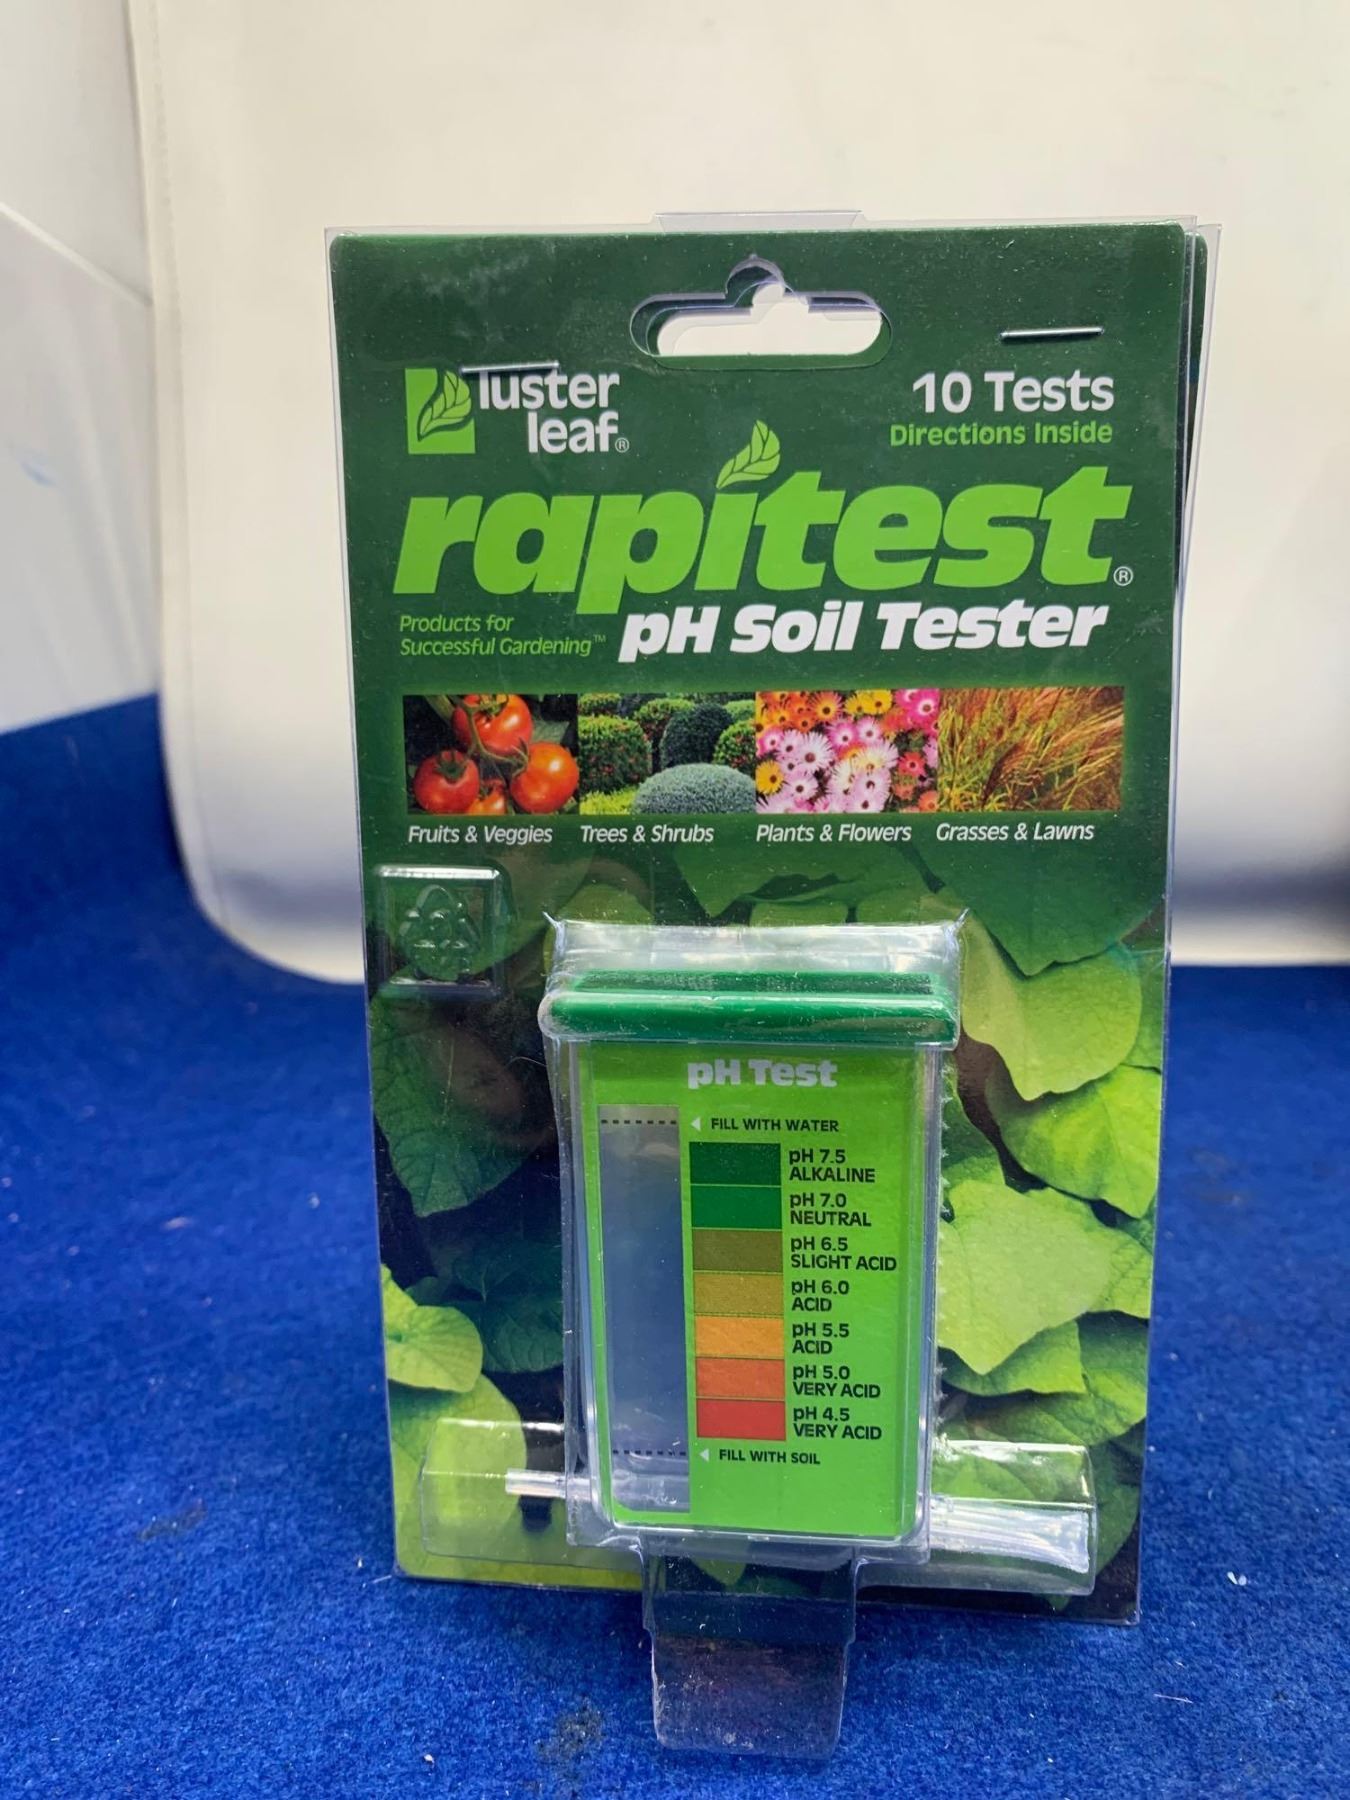 luster
leaf®
10 Tests
Directions Inside
rapitest®
Products for
Successful Gardening™
pH Soil Tester
Fruits & Veggies
Trees & Shrubs
Plants & Flowers
Grasses & Lawns
pH Test
FILL WITH WATER
pH 7.5
ALKALINE
pH 7.0
NEUTRAL
pH 6.5
SLIGHT ACID
pH 6.0
ACID
pH 5.5
ACID
pH 5.0
VERY ACID
pH 4.5
VERY ACID
FILL WITH SOIL